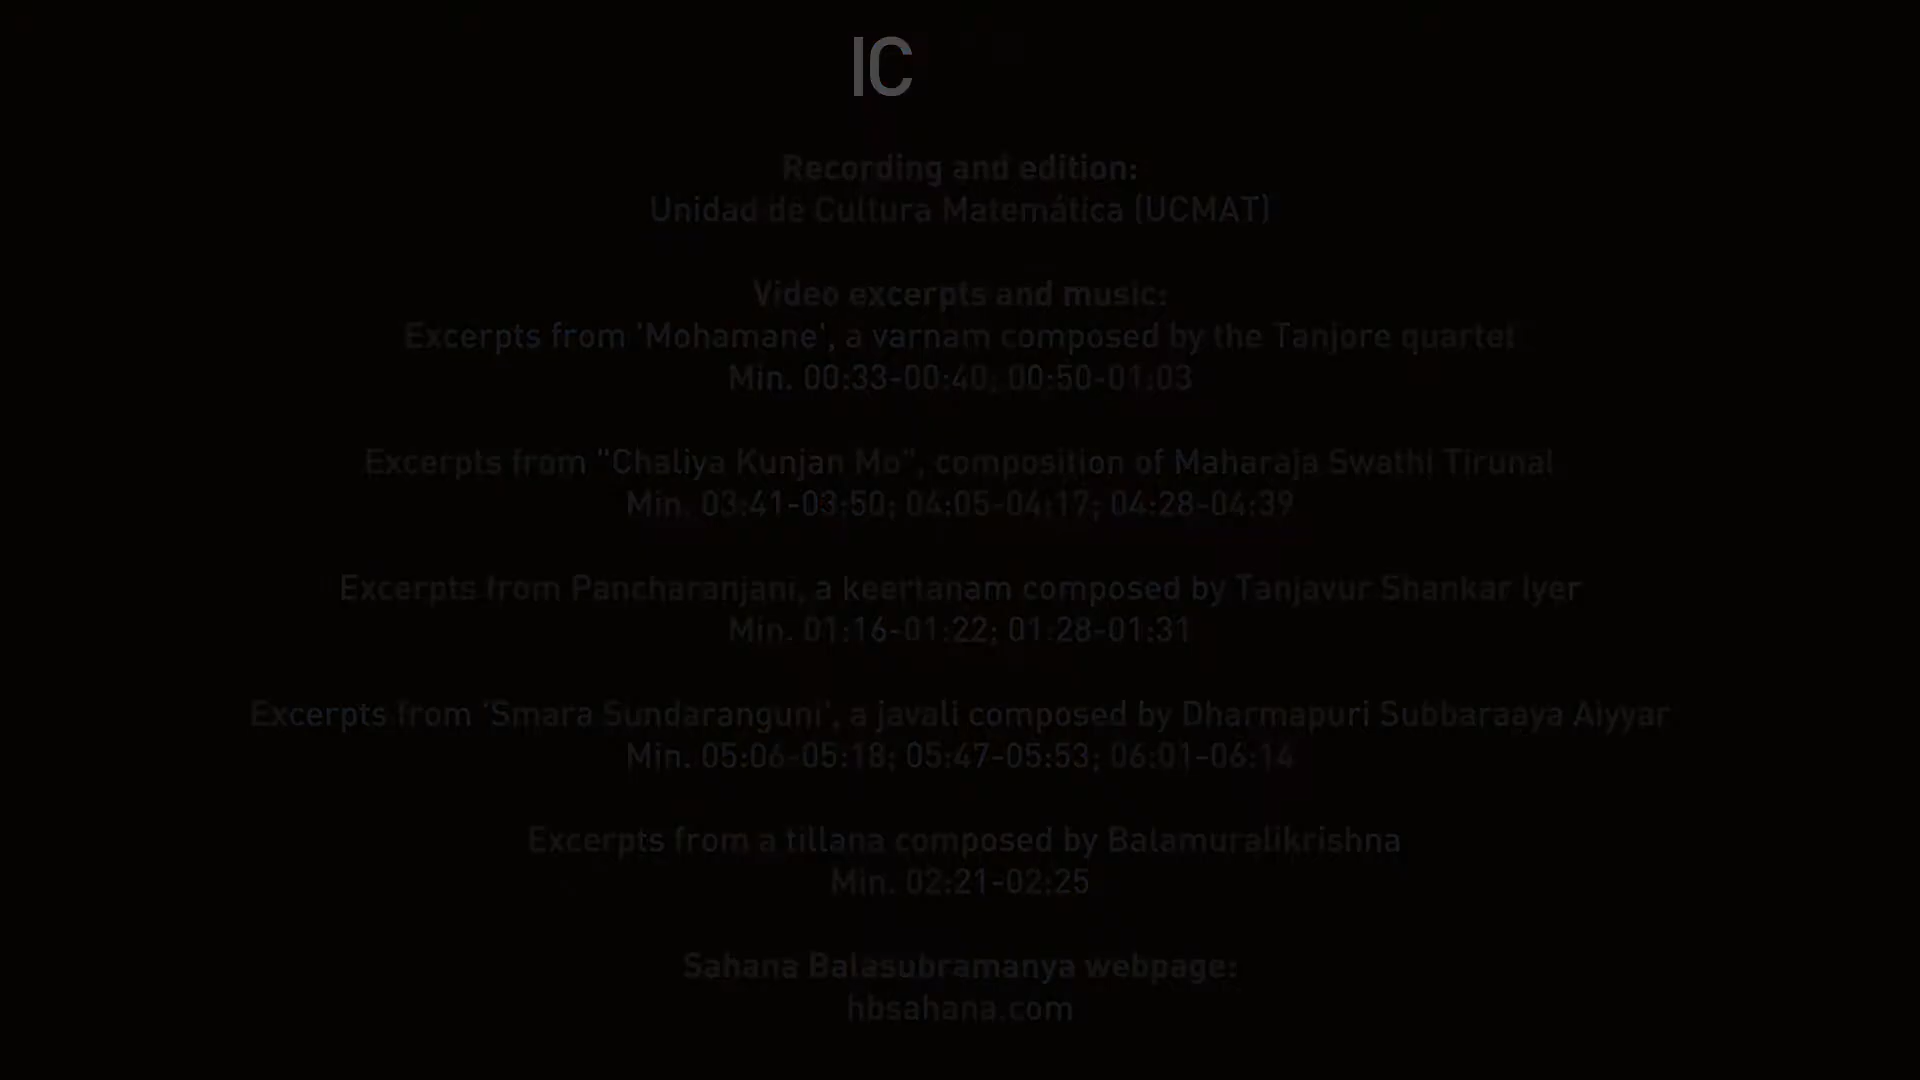 IC
Recording and edition:
Unidad de Cultura Matemática (UCMAT)
Video excerpts and music:
Excerpts from 'Mohamane', a varnam composed by the Tanjore quartet
Min. 00:33-00:40; 00:50-01:03
Excerpts from "Chaliya Kunjan Mo", composition of Maharaja Swathi Tirunal
Min. 03:41-03:50; 04:05-04:17; 04:28-04:39
Excerpts from Pancharanjani, a keertanam composed by Tanjavur Shankar Iyer
Min. 01:16-01:22; 01:28-01:31
Excerpts from 'Smara Sundaranguni', a javali composed by Dharmapuri Subbaraaya Aiyyar
Min. 05:06-05:18; 05:47-05:53; 06:01-06:14
Excerpts from a tillana composed by Balamuralikrishna
Min. 02:21-02:25
Sahana Balasubramanya webpage:
hbsahana.com